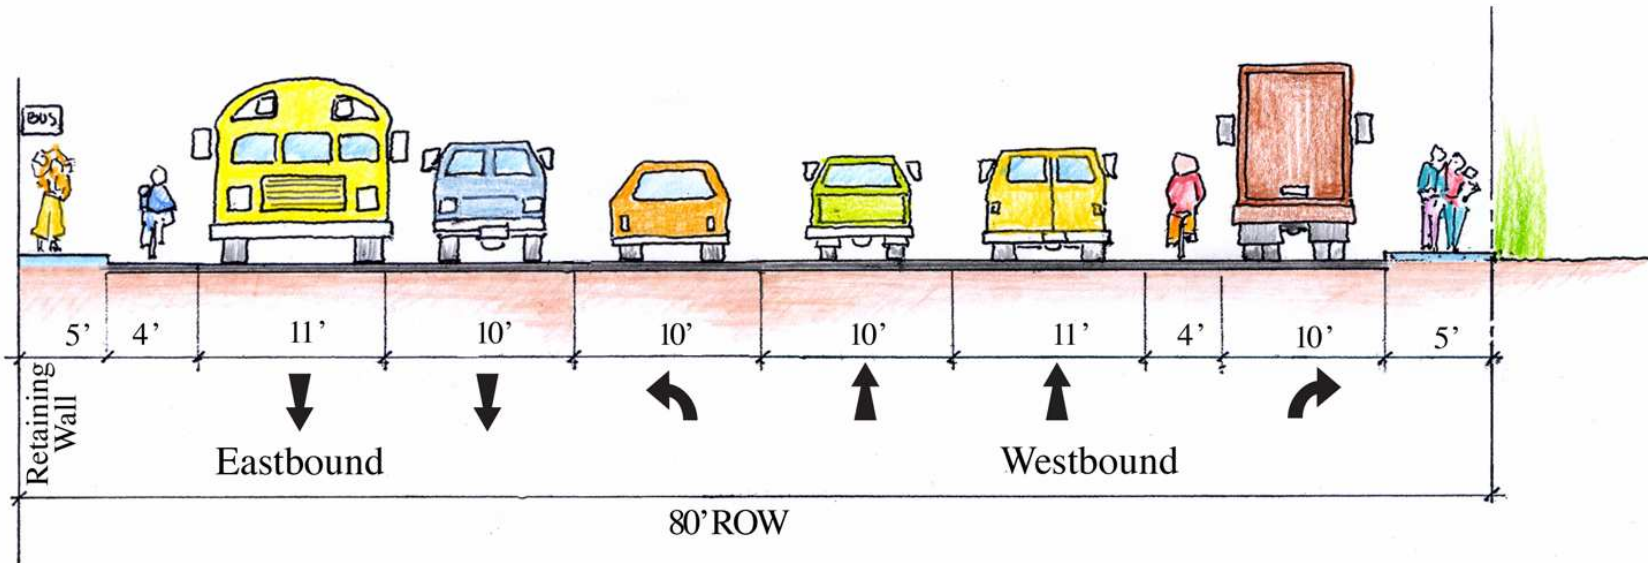 BUS
5’ 4’ 11’ 10’ 10’ 10’ 11’ 4’ 10’ 5’
Retaining
Wall
Eastbound Westbound
80’ ROW